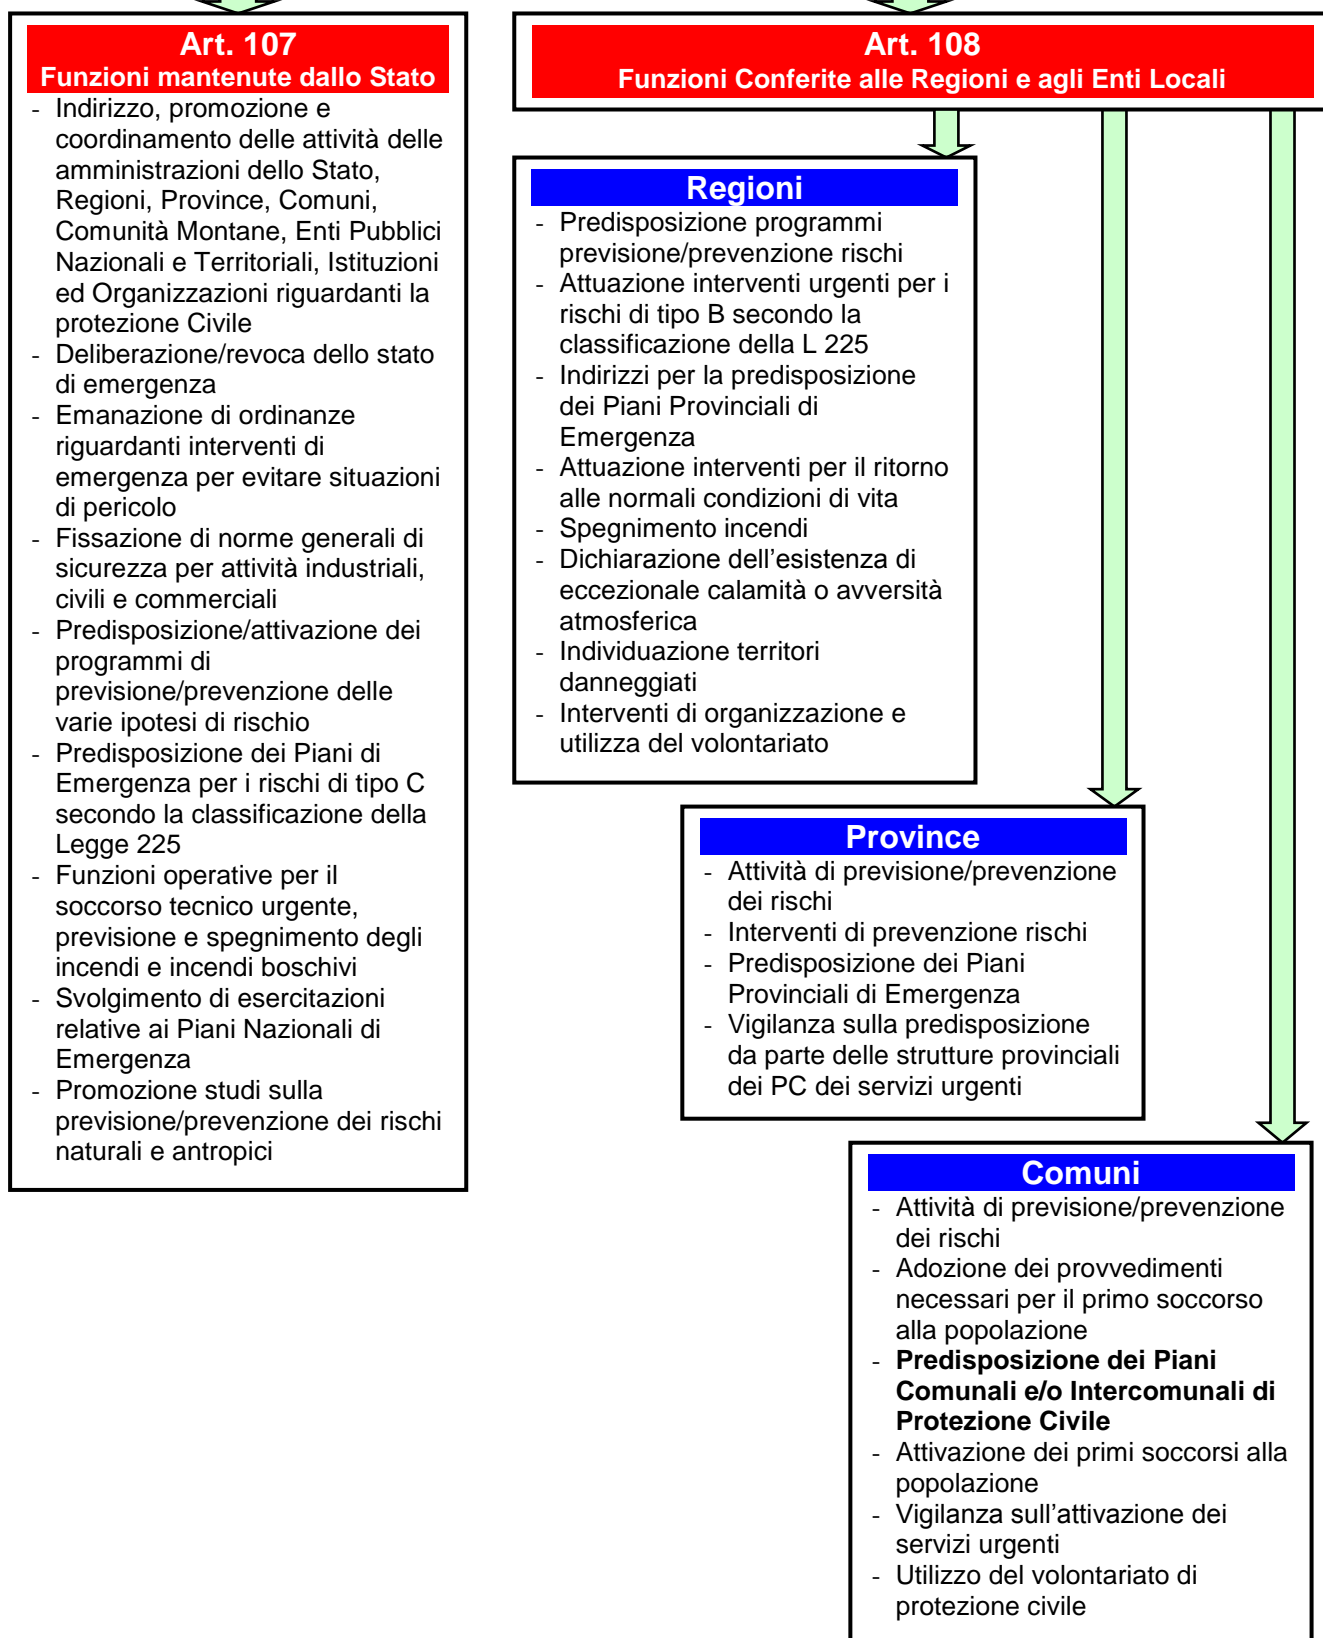 Art. 107
Funzioni mantenute dallo Stato
- Indirizzo, promozione e
coordinamento delle attività delle
amministrazioni dello Stato,
Regioni, Province, Comuni,
Comunità Montane, Enti Pubblici
Nazionali e Territoriali, Istituzioni
ed Organizzazioni riguardanti la
protezione Civile
- Deliberazione/revoca dello stato
di emergenza
- Emanazione di ordinanze
riguardanti interventi di
emergenza per evitare situazioni
di pericolo
- Fissazione di norme generali di
sicurezza per attività industriali,
civili e commerciali
- Predisposizione/attivazione dei
programmi di
previsione/prevenzione delle
varie ipotesi di rischio
- Predisposizione dei Piani di
Emergenza per i rischi di tipo C
secondo la classificazione della
Legge 225
- Funzioni operative per il
soccorso tecnico urgente,
previsione e spegnimento degli
incendi e incendi boschivi
- Svolgimento di esercitazioni
relative ai Piani Nazionali di
Emergenza
- Promozione studi sulla
previsione/prevenzione dei rischi
naturali e antropici
Art. 108
Funzioni Conferite alle Regioni e agli Enti Locali
Regioni
- Predisposizione programmi
previsione/prevenzione rischi
- Attuazione interventi urgenti per i
rischi di tipo B secondo la
classificazione della L 225
- Indirizzi per la predisposizione
dei Piani Provinciali di
Emergenza
- Attuazione interventi per il ritorno
alle normali condizioni di vita
- Spegnimento incendi
- Dichiarazione dell’esistenza di
eccezionale calamità o avversità
atmosferica
- Individuazione territori
danneggiati
- Interventi di organizzazione e
utilizza del volontariato
Province
- Attività di previsione/prevenzione
dei rischi
- Interventi di prevenzione rischi
- Predisposizione dei Piani
Provinciali di Emergenza
- Vigilanza sulla predisposizione
da parte delle strutture provinciali
dei PC dei servizi urgenti
Comuni
- Attività di previsione/prevenzione
dei rischi
- Adozione dei provvedimenti
necessari per il primo soccorso
alla popolazione
- Predisposizione dei Piani
Comunali e/o Intercomunali di
Protezione Civile
- Attivazione dei primi soccorsi alla
popolazione
- Vigilanza sull’attivazione dei
servizi urgenti
- Utilizzo del volontariato di
protezione civile